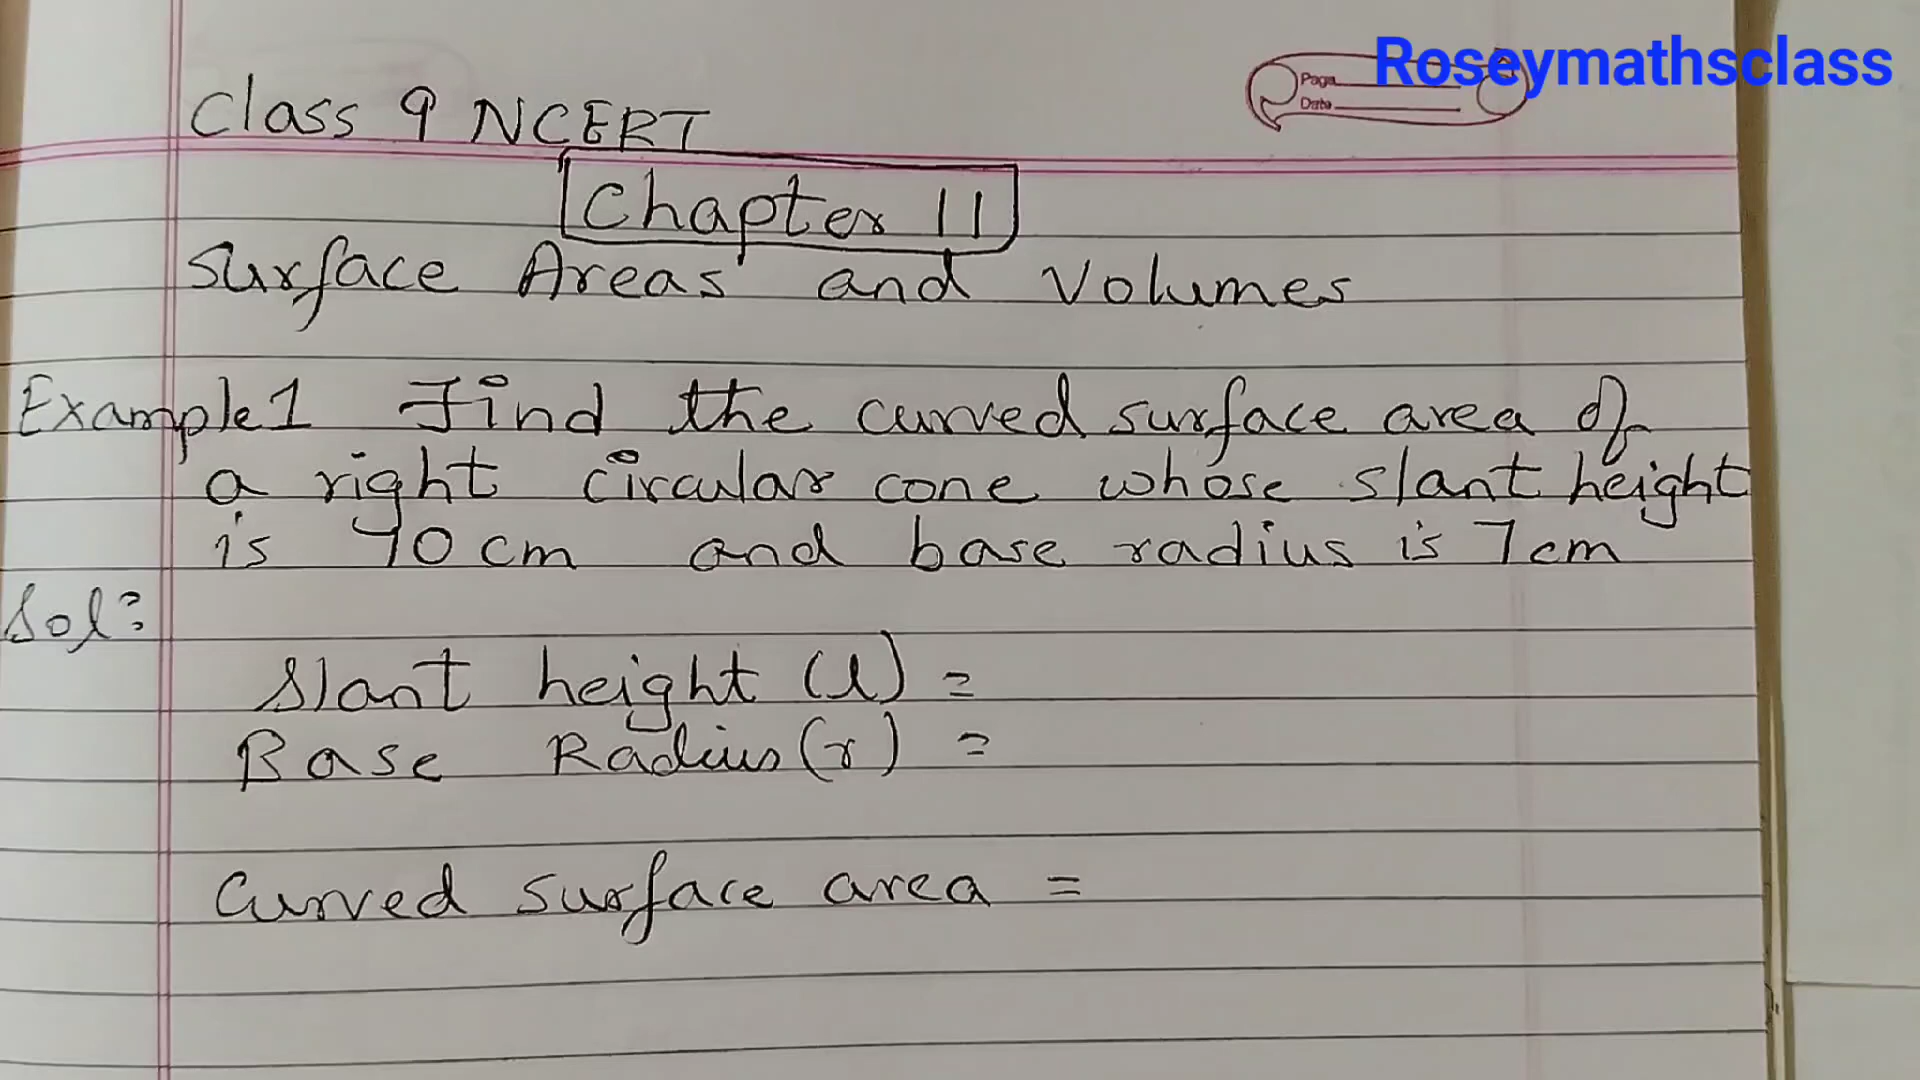 Roseymathsclass
Page
Date
Class 9 NCERT
Chapter 11
Surface Areas and Volumes
Example 1 Find the curved surface area of
a right circular cone whose slant height
is 10 cm and base radius is 7 cm
Sol:
Slant height (l) =
Base Radius (r) =
Curved surface area =